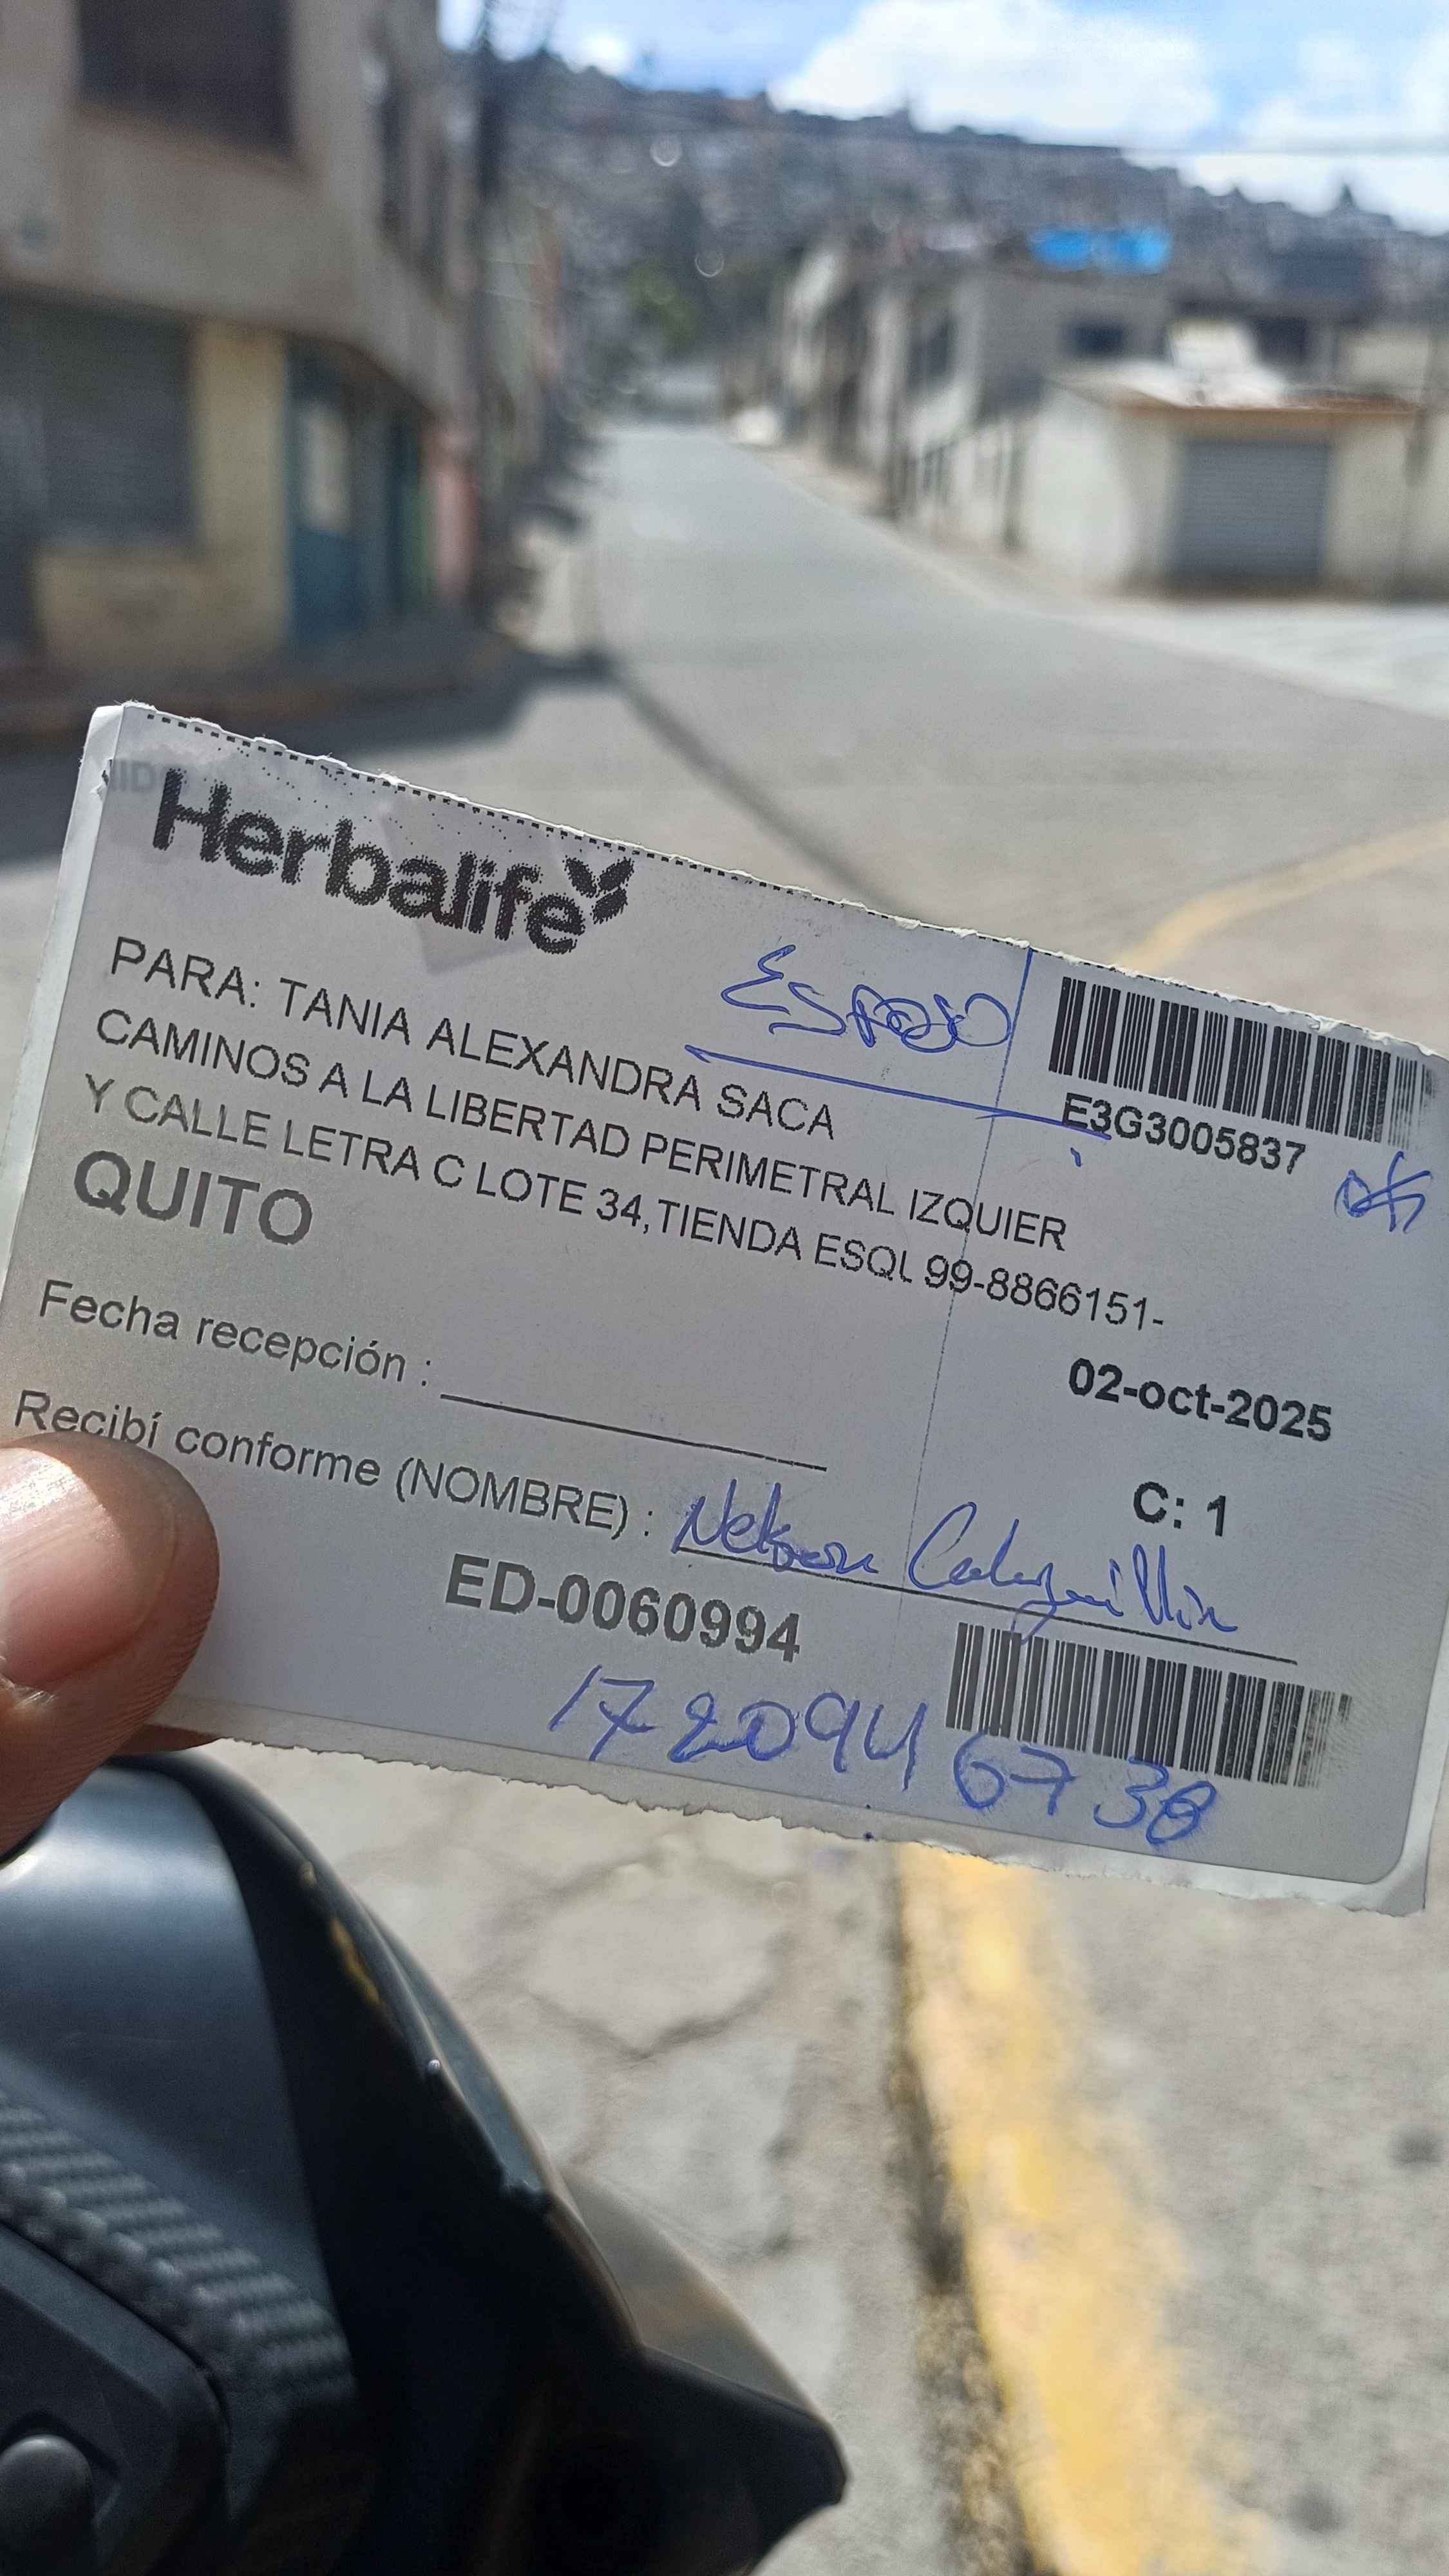 Herbalife
Esposo
E3G3005837
PARA: TANIA ALEXANDRA SACA
CAMINOS A LA LIBERTAD PERIMETRAL IZQUIER
Y CALLE LETRA C LOTE 34,TIENDA ESQL 99-8866151-
QUITO
02-oct-2025
Fecha recepción :
C: 1
Recibí conforme (NOMBRE) : Nelson
ED-0060994
1720946738